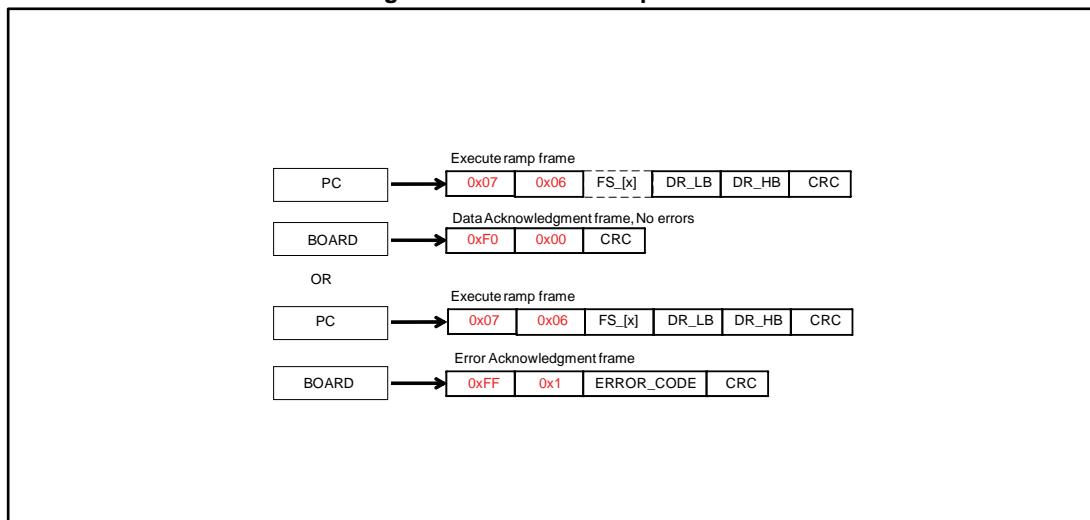 Execute ramp frame
PC 0x07 0x06 FS_[x] DR_LB DR_HB CRC
Data Acknowledgment frame, No errors
BOARD 0xF0 0x00 CRC
OR
Execute ramp frame
PC 0x07 0x06 FS_[x] DR_LB DR_HB CRC
Error Acknowledgment frame
BOARD 0xFF 0x1 ERROR_CODE CRC